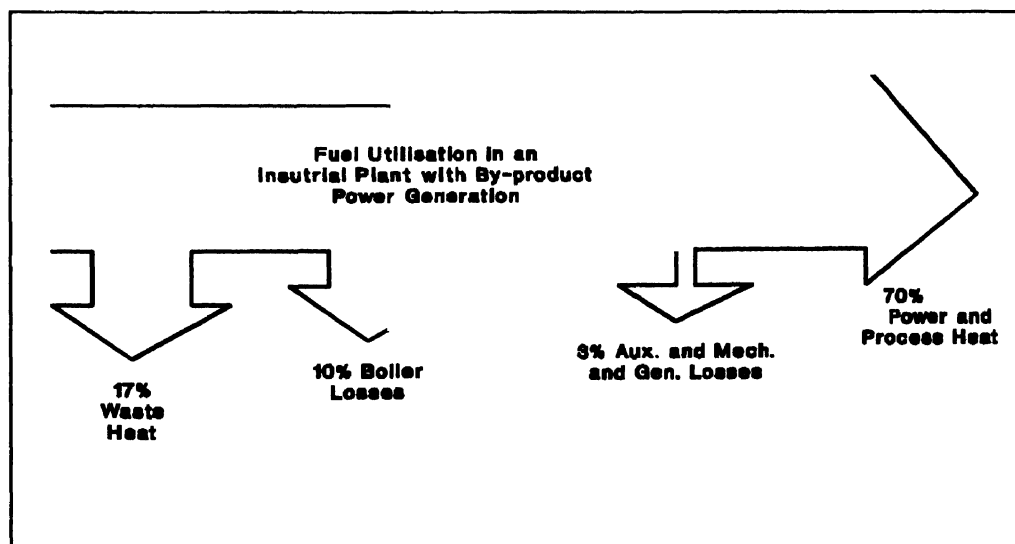 Fuel Utilisation in an
Insutrial Plant with By-product
Power Generation
17%
Waste
Heat
10% Boiler
Losses
3% Aux. and Mech.
and Gen. Losses
70%
Power and
Process Heat